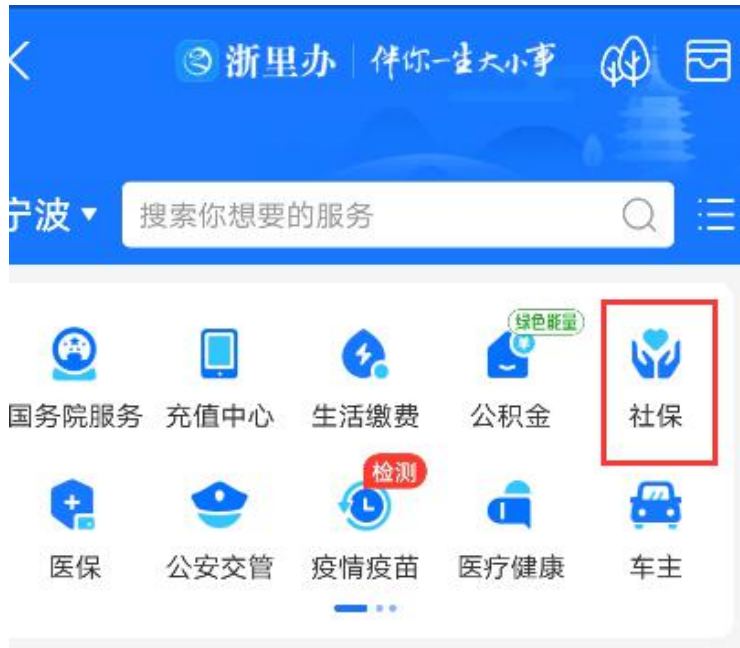 浙里办 伴你一生大小事
宁波
搜索你想要的服务
绿色能量
国务院服务 充值中心 生活缴费 公积金 社保
检测
医保 公安交管 疫情疫苗 医疗健康 车主